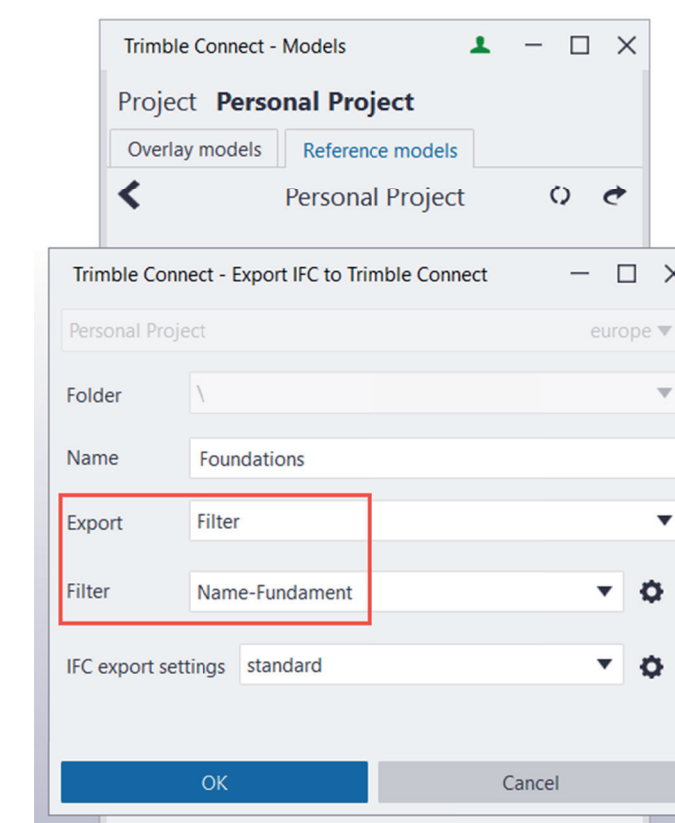 Trimble Connect - Models
Project Personal Project
Overlay models Reference models
Personal Project
Trimble Connect - Export IFC to Trimble Connect
Personal Project europe
Folder \
Name Foundations
Export Filter
Filter Name-Fundament
IFC export settings standard
OK Cancel